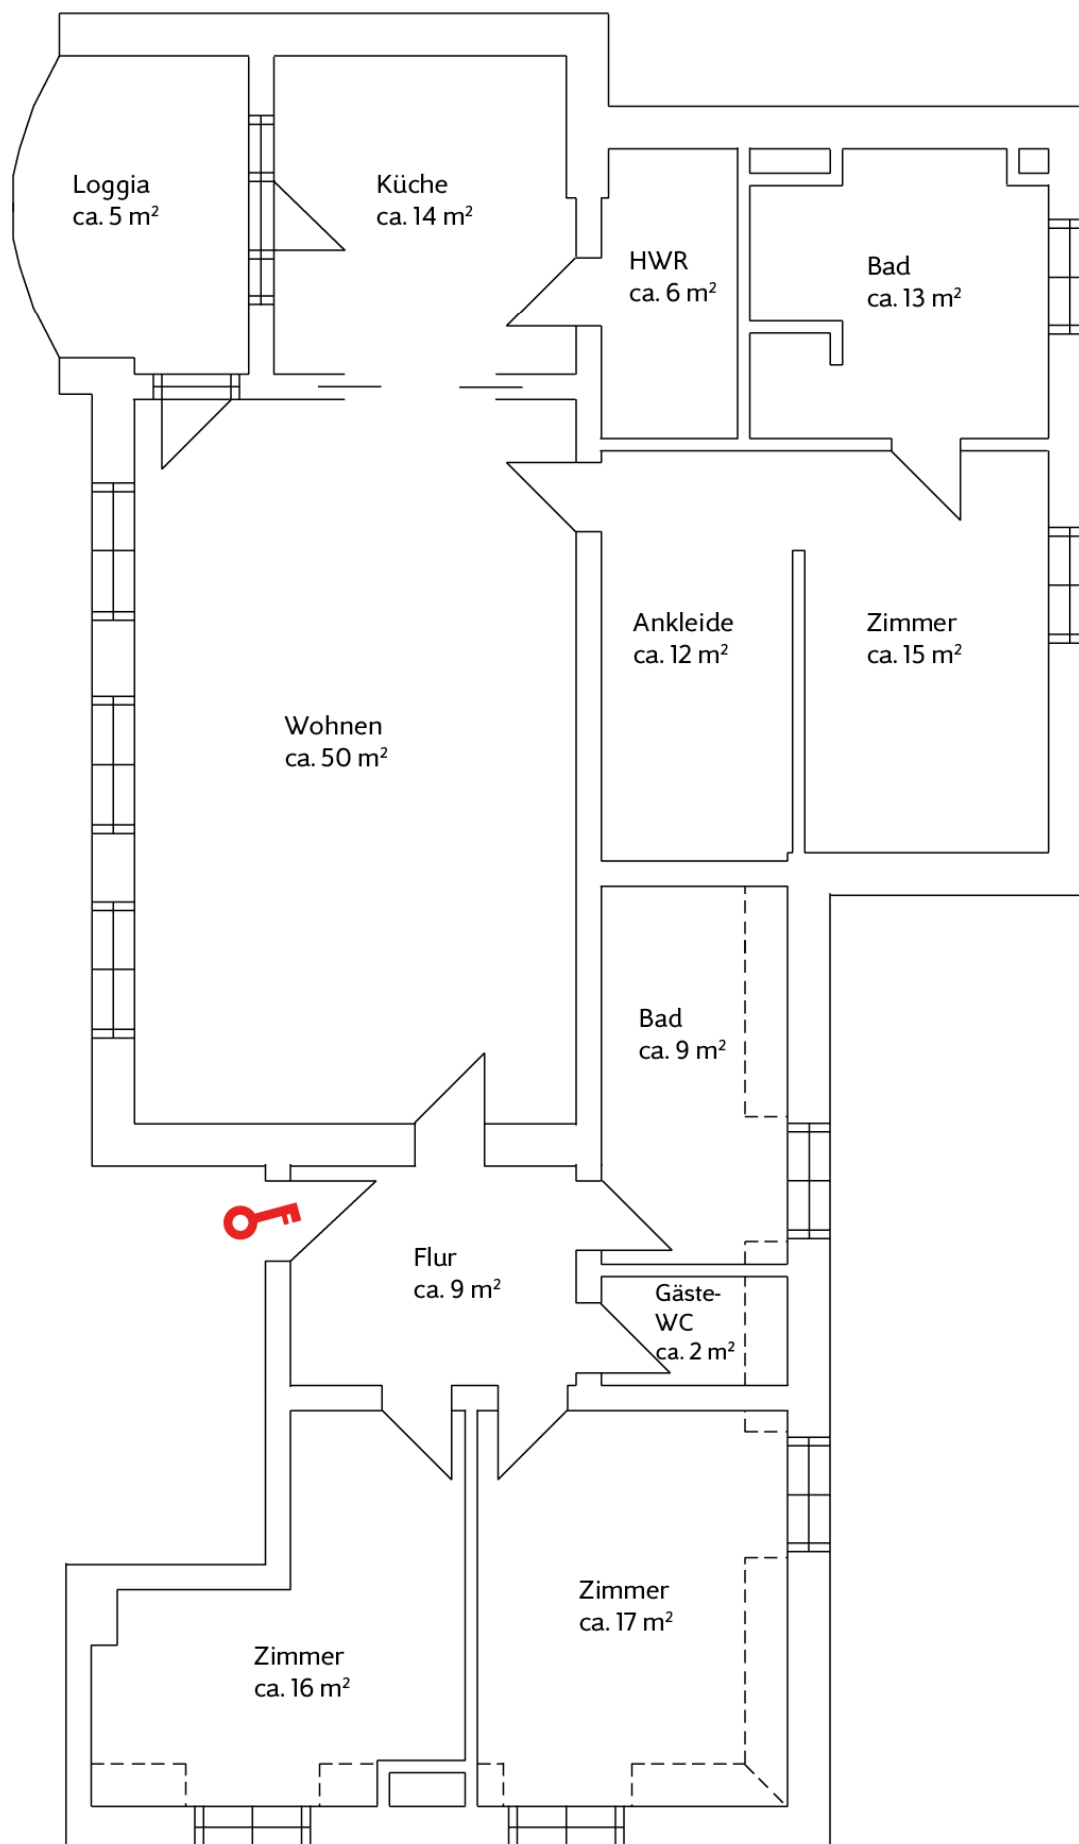 Loggia
ca. 5 m²
Küche
ca. 14 m²
HWR
ca. 6 m²
Bad
ca. 13 m²
Ankleide
ca. 12 m²
Zimmer
ca. 15 m²
Wohnen
ca. 50 m²
Bad
ca. 9 m²
Flur
ca. 9 m²
Gäste-
WC
ca. 2 m²
Zimmer
ca. 17 m²
Zimmer
ca. 16 m²